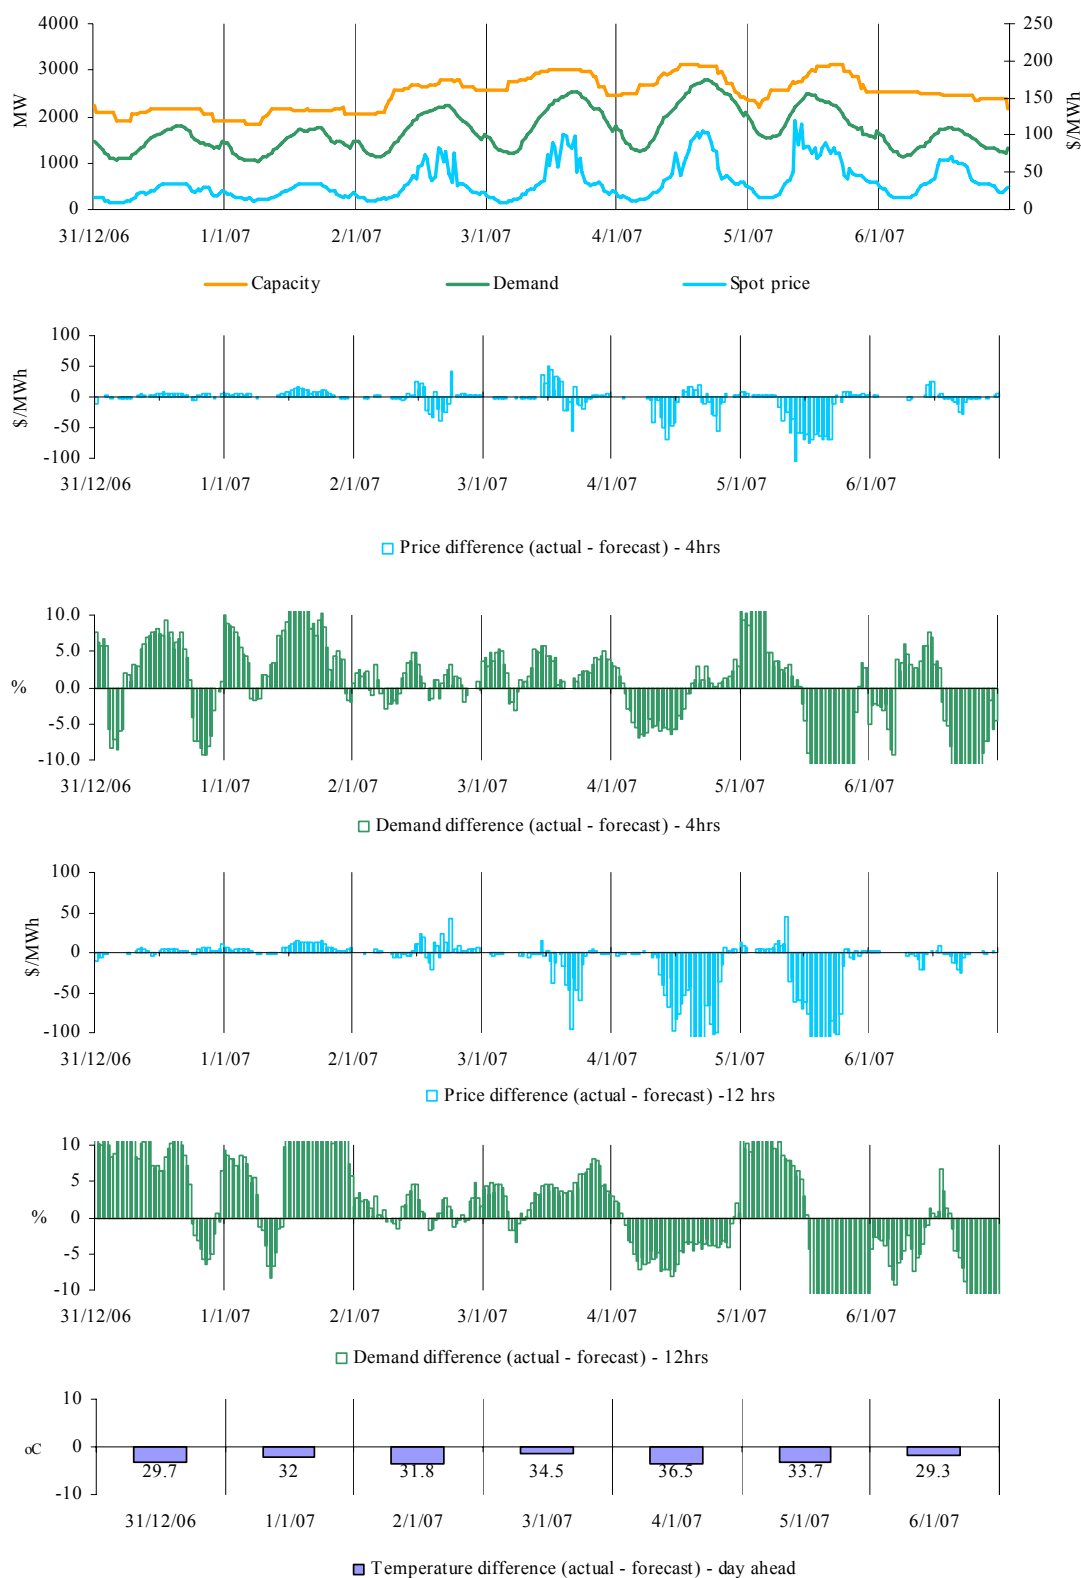 4000 250
3000 200
150
2000
100
1000 50
0 0
MW
$/MWh
31/12/06 1/1/07 2/1/07 3/1/07 4/1/07 5/1/07 6/1/07
Capacity Demand Spot price
100
50
0
-50
-100
$/MWh
31/12/06 1/1/07 2/1/07 3/1/07 4/1/07 5/1/07 6/1/07
Price difference (actual - forecast) - 4hrs
10.0
5.0
% 0.0
-5.0
-10.0
31/12/06 1/1/07 2/1/07 3/1/07 4/1/07 5/1/07 6/1/07
Demand difference (actual - forecast) - 4hrs
100
50
0
-50
-100
$/MWh
31/12/06 1/1/07 2/1/07 3/1/07 4/1/07 5/1/07 6/1/07
Price difference (actual - forecast) -12 hrs
10
5
% 0
-5
-10
31/12/06 1/1/07 2/1/07 3/1/07 4/1/07 5/1/07 6/1/07
Demand difference (actual - forecast) - 12hrs
10
oC 0
29.7 32 31.8 34.5 36.5 33.7 29.3
-10
31/12/06 1/1/07 2/1/07 3/1/07 4/1/07 5/1/07 6/1/07
Temperature difference (actual - forecast) - day ahead